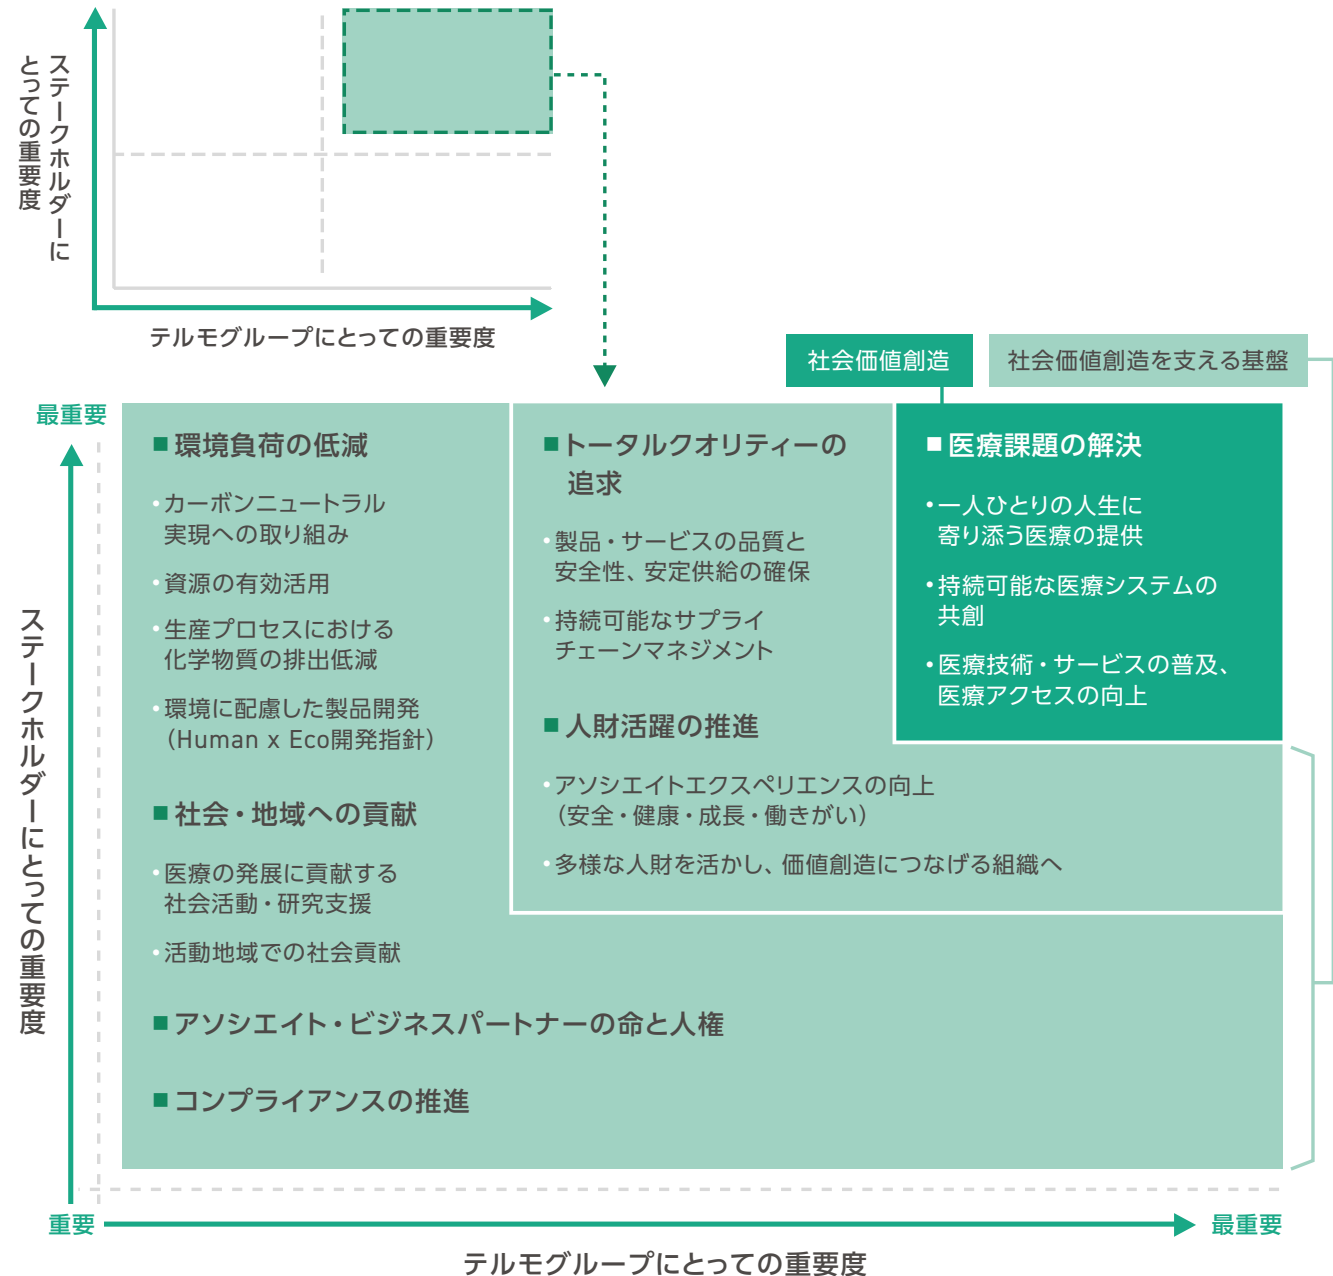 ステークホルダーに
とっての重要度
テルモグループにとっての重要度
社会価値創造
社会価値創造を支える基盤
最重要
ステークホルダーにとっての重要度
■環境負荷の低減
•カーボンニュートラル
実現への取り組み
•資源の有効活用
•生産プロセスにおける
化学物質の排出低減
•環境に配慮した製品開発
（Human x Eco開発指針）
■社会・地域への貢献
•医療の発展に貢献する
社会活動・研究支援
•活動地域での社会貢献
■アソシエイト・ビジネスパートナーの命と人権
■コンプライアンスの推進
■トータルクオリティーの
追求
•製品・サービスの品質と
安全性、安定供給の確保
•持続可能なサプライ
チェーンマネジメント
■人財活躍の推進
•アソシエイトエクスペリエンスの向上
（安全・健康・成長・働きがい）
•多様な人財を活かし、価値創造につなげる組織へ
■医療課題の解決
•一人ひとりの人生に
寄り添う医療の提供
•持続可能な医療システムの
共創
•医療技術・サービスの普及、
医療アクセスの向上
重要
最重要
テルモグループにとっての重要度